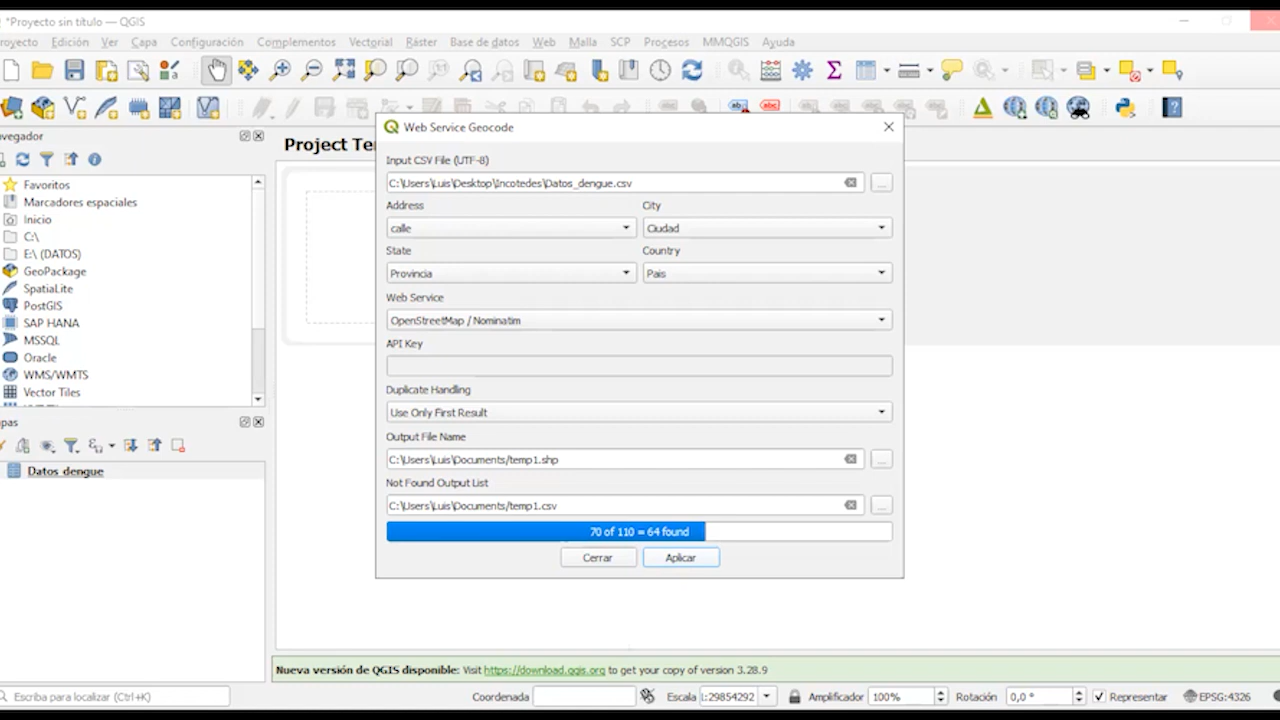 *Proyecto sin título — QGIS
royecto Edición Ver Capa Configuración Complementos Vectorial Ráster Base de datos Web Malla SCP Procesos MMQGIS Ayuda
abc abc
avegador
Favoritos
Marcadores espaciales
Inicio
C:\
E:\ (DATOS)
GeoPackage
SpatiaLite
PostGIS
SAP HANA
MSSQL
Oracle
WMS/WMTS
Vector Tiles
pas
Datos dengue
Project Te
Web Service Geocode
Input CSV File (UTF-8)
C:\Users\Luis\Desktop\Incotedes\Datos_dengue.csv
...
Address City
calle Ciudad
State Country
Provincia Pais
Web Service
OpenStreetMap / Nominatim
API Key
Duplicate Handling
Use Only First Result
Output File Name
C:\Users\Luis\Documents/temp1.shp
...
Not Found Output List
C:\Users\Luis\Documents/temp1.csv
...
70 of 110 = 64 found
Cerrar Aplicar
Nueva versión de QGIS disponible: Visit https://download.qgis.org to get your copy of version 3.28.9
Escriba para localizar (Ctrl+K) Coordenada Escala 1:29854292 Amplificador 100% Rotación 0,0 ° Representar EPSG:4326